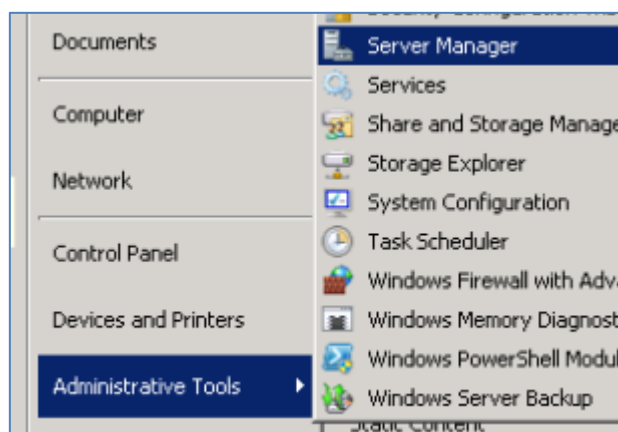 Documents
Computer
Network
Control Panel
Devices and Printers
Administrative Tools
Server Manager
Services
Share and Storage Manage
Storage Explorer
System Configuration
Task Scheduler
Windows Firewall with Adva
Windows Memory Diagnost
Windows PowerShell Modul
Windows Server Backup
Static Content